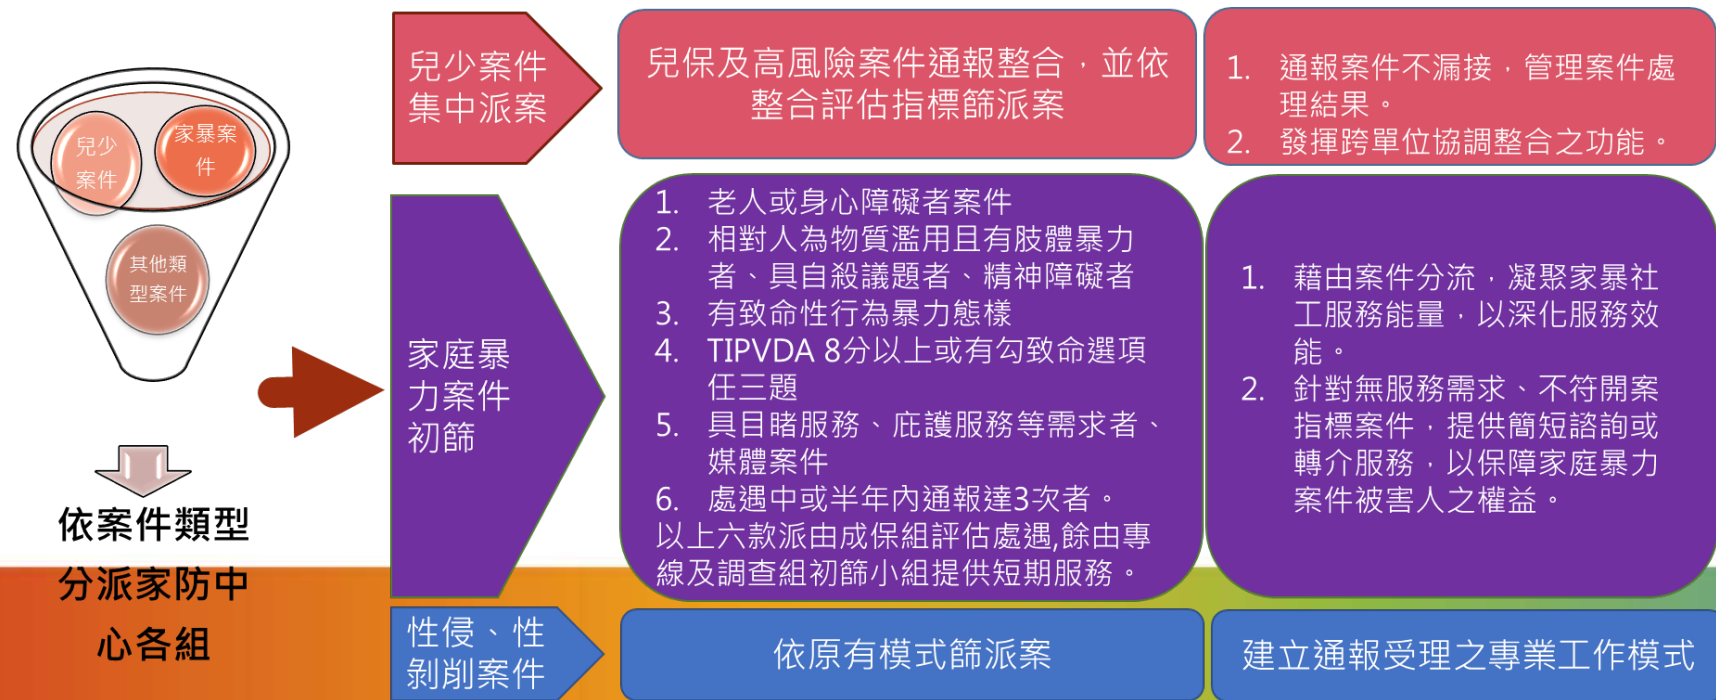 兒少
案件
家暴案
件
其他類
型案件
依案件類型
分派家防中
心各組
兒少案件
集中派案
兒保及高風險案件通報整合，並依
整合評估指標篩派案
1. 通報案件不漏接，管理案件處
理結果。
2. 發揮跨單位協調整合之功能。
家庭暴
力案件
初篩
1. 老人或身心障礙者案件
2. 相對人為物質濫用且有肢體暴力
者、具自殺議題者、精神障礙者
3. 有致命性行為暴力態樣
4. TIPVDA 8分以上或有勾致命選項
任三題
5. 具目睹服務、庇護服務等需求者、
媒體案件
6. 處遇中或半年內通報達3次者。
以上六款派由成保組評估處遇,餘由專
線及調查組初篩小組提供短期服務。
1. 藉由案件分流，凝聚家暴社
工服務能量，以深化服務效
能。
2. 針對無服務需求、不符開案
指標案件，提供簡短諮詢或
轉介服務，以保障家庭暴力
案件被害人之權益。
性侵、性
剝削案件
依原有模式篩派案
建立通報受理之專業工作模式